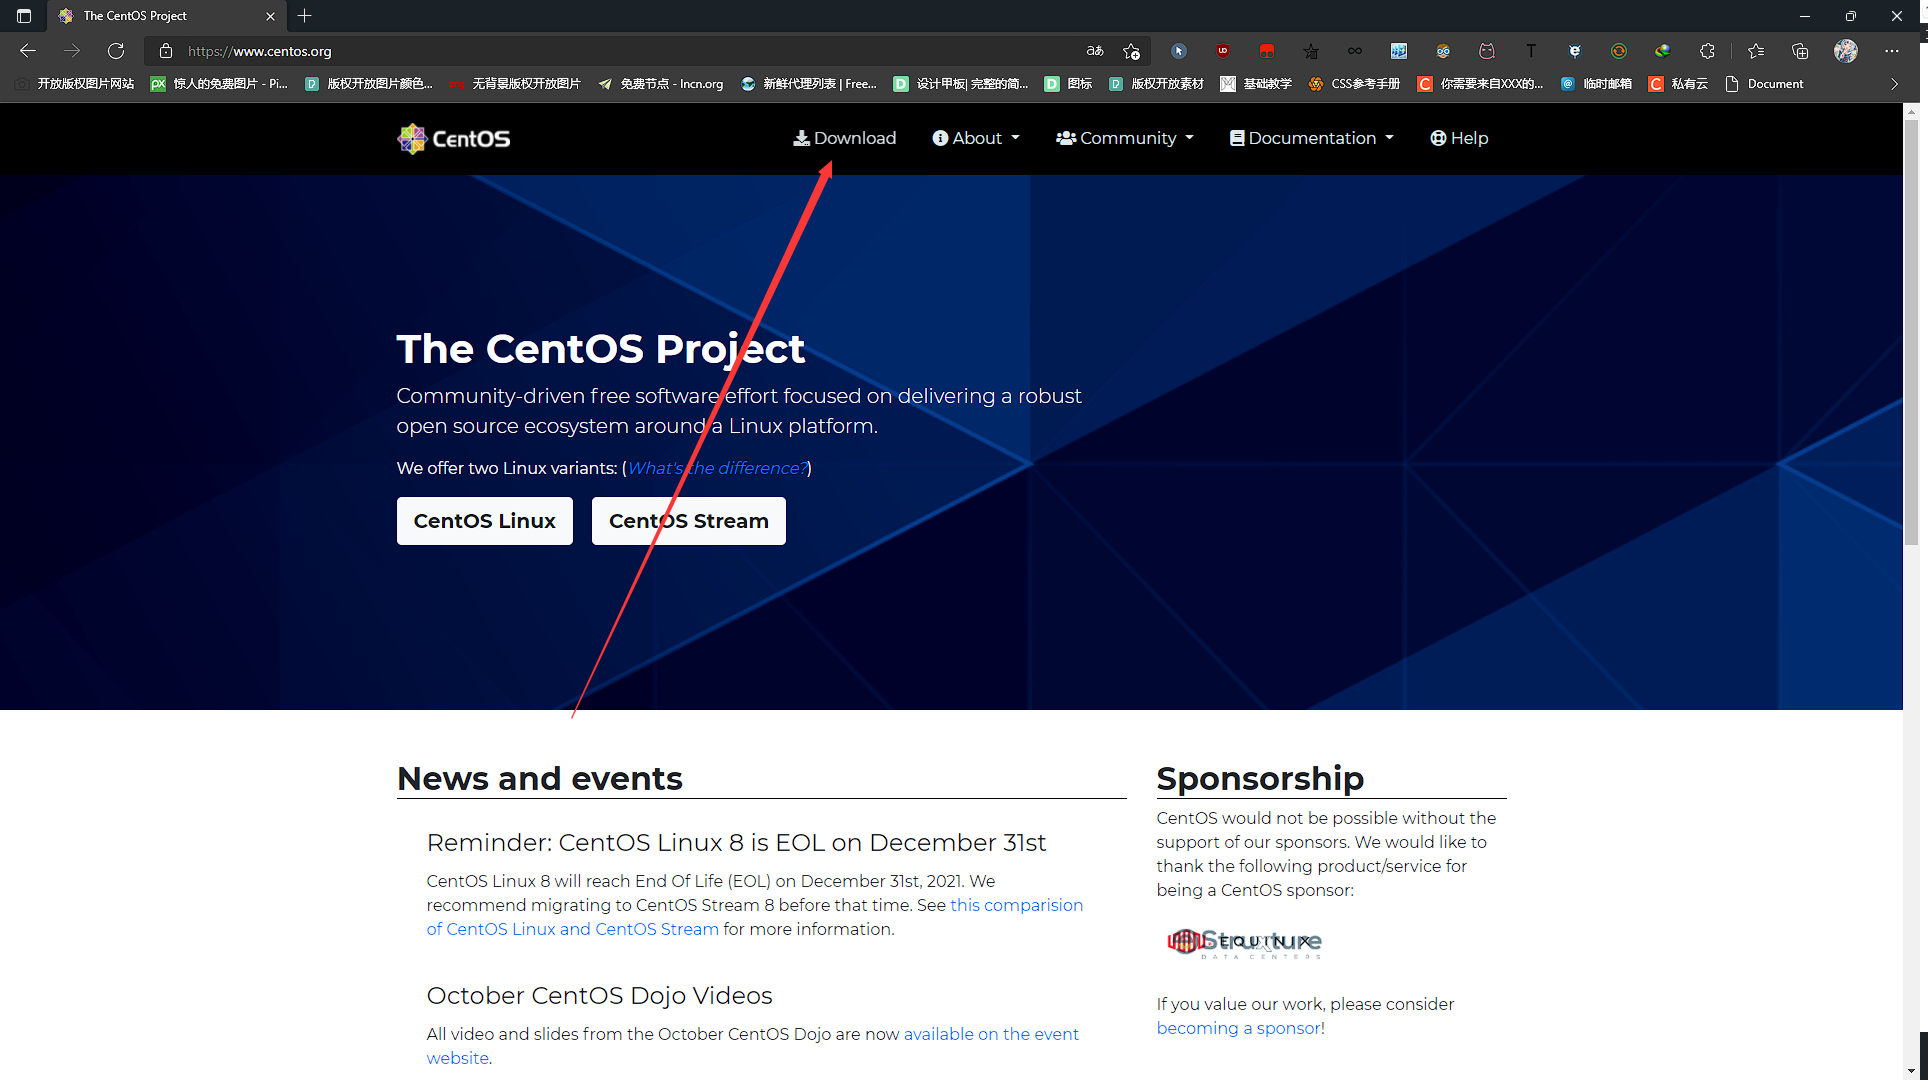 The CentOS Project
https://www.centos.org
开放版权图片网站
惊人的免费图片 - Pi...
版权开放图片颜色...
无背景版权开放图片
免费节点 - Incn.org
新鲜代理列表 | Free...
设计甲板| 完整的简...
图标
版权开放素材
基础教学
CSS参考手册
你需要来自XXX的...
临时邮箱
私有云
Document
CentOS
Download
About
Community
Documentation
Help
The CentOS Project
Community-driven free software effort focused on delivering a robust
open source ecosystem around a Linux platform.
We offer two Linux variants: (What's the difference?)
CentOS Linux
CentOS Stream
News and events
Reminder: CentOS Linux 8 is EOL on December 31st
CentOS Linux 8 will reach End Of Life (EOL) on December 31st, 2021. We
recommend migrating to CentOS Stream 8 before that time. See this comparision
of CentOS Linux and CentOS Stream for more information.
October CentOS Dojo Videos
All video and slides from the October CentOS Dojo are now available on the event
website.
Sponsorship
CentOS would not be possible without the
support of our sponsors. We would like to
thank the following product/service for
being a CentOS sponsor:
EQUINIX
DATA CENTERS
If you value our work, please consider
becoming a sponsor!